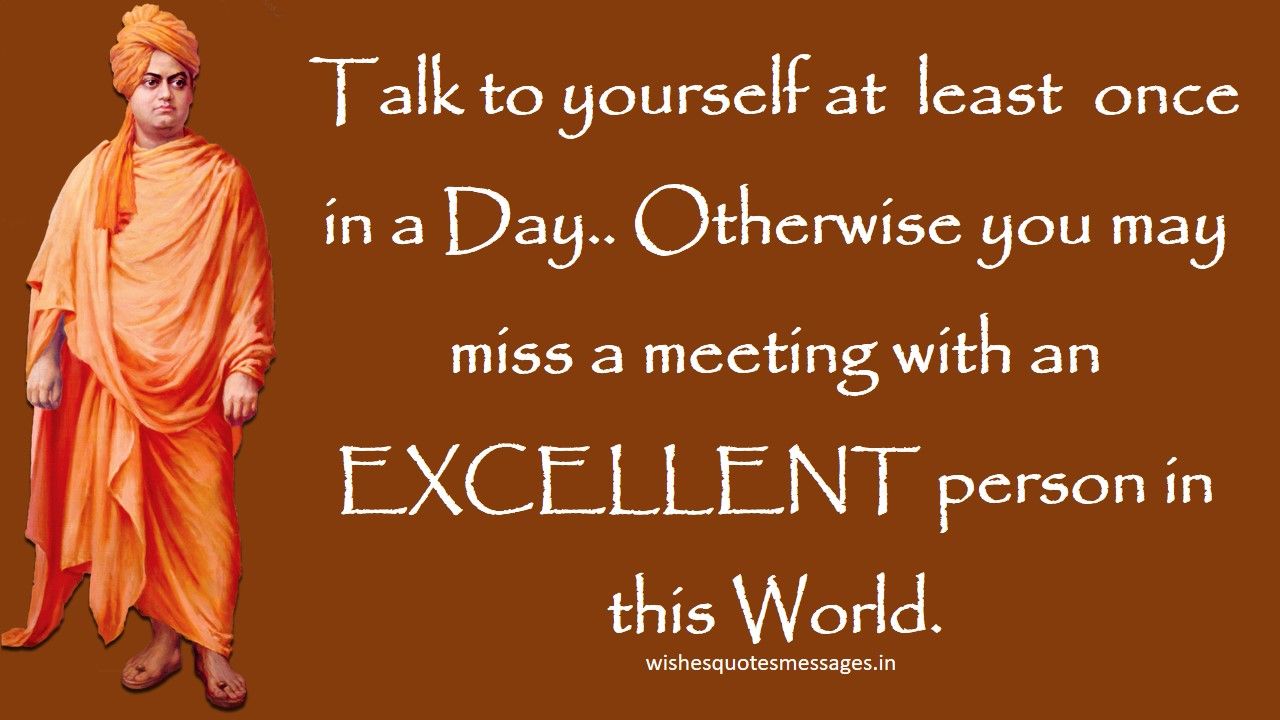 Talk to yourself at least once
in a Day.. Otherwise you may
miss a meeting with an
EXCELLENT person in
this World.
wishesquotesmessages.in